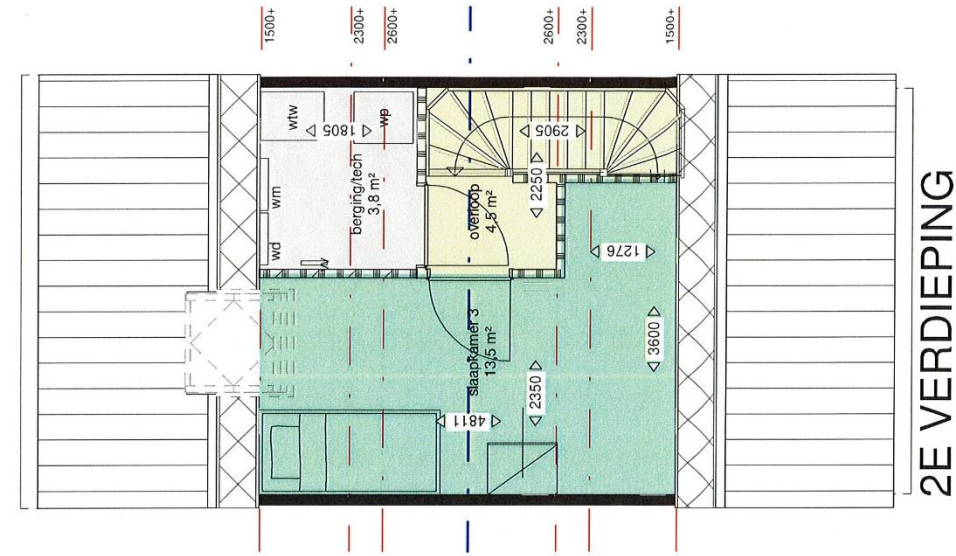 1500+
2300+
2600+
2600+
2300+
1500+
wtw
1805
wp
2905
wm
berging/tech
3,8 m²
wd
overloop
4,5 m²
2250
1276
slaapkamer 3
13,5 m²
2350
3600
4811
2E VERDIEPING